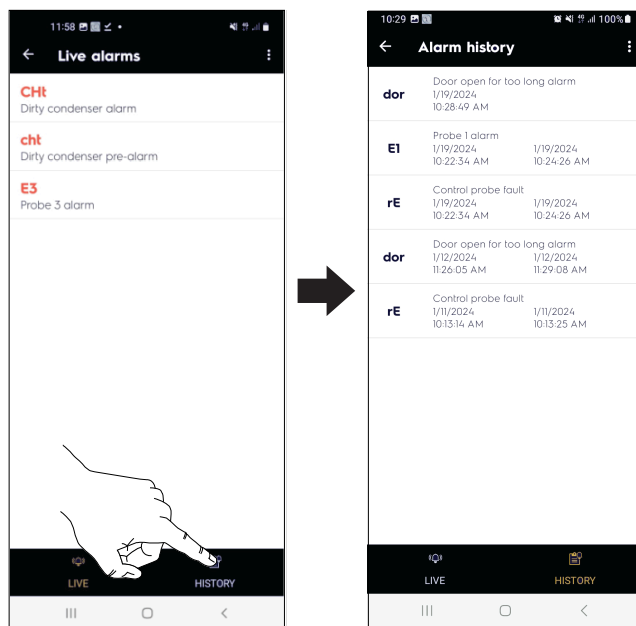 11:58
Live alarms
CHt
Dirty condenser alarm
cht
Dirty condenser pre-alarm
E3
Probe 3 alarm
LIVE
HISTORY
10:29
100%
Alarm history
dor
Door open for too long alarm
1/19/2024
10:28:49 AM
E1
Probe 1 alarm
1/19/2024 1/19/2024
10:22:34 AM 10:24:26 AM
rE
Control probe fault
1/19/2024 1/19/2024
10:22:34 AM 10:24:26 AM
dor
Door open for too long alarm
1/12/2024 1/12/2024
11:26:05 AM 11:29:08 AM
rE
Control probe fault
1/11/2024 1/11/2024
10:13:14 AM 10:13:25 AM
LIVE
HISTORY